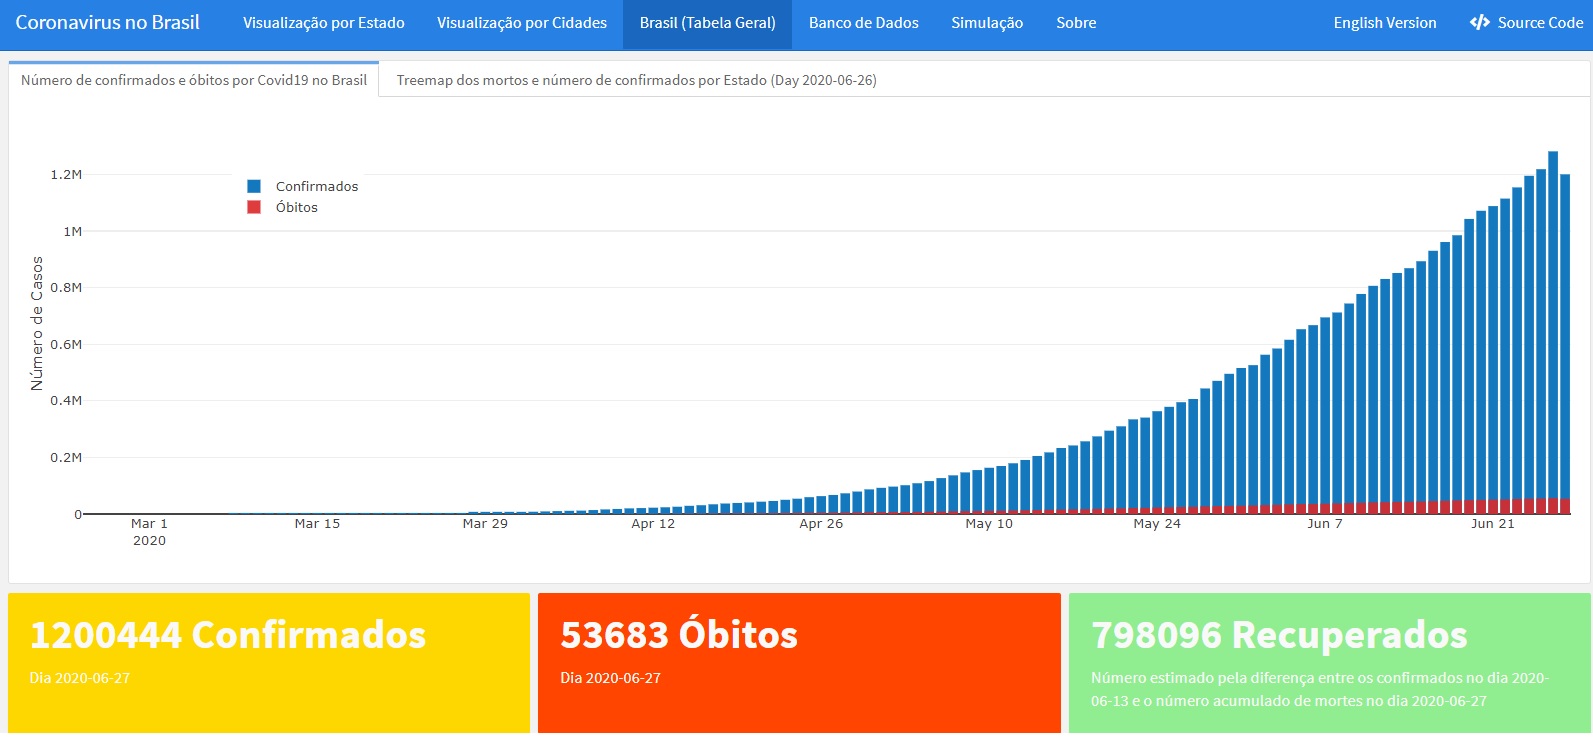 Coronavirus no Brasil
Visualização por Estado
Visualização por Cidades
Brasil (Tabela Geral)
Banco de Dados
Simulação
Sobre
English Version
Source Code
Número de confirmados e óbitos por Covid19 no Brasil
Treemap dos mortos e número de confirmados por Estado (Day 2020-06-26)
Número de Casos
1.2M
1M
0.8M
0.6M
0.4M
0.2M
0
Confirmados
Óbitos
Mar 1
2020
Mar 15
Mar 29
Apr 12
Apr 26
May 10
May 24
Jun 7
Jun 21
1200444 Confirmados
Dia 2020-06-27
53683 Óbitos
Dia 2020-06-27
798096 Recuperados
Número estimado pela diferença entre os confirmados no dia 2020-
06-13 e o número acumulado de mortes no dia 2020-06-27